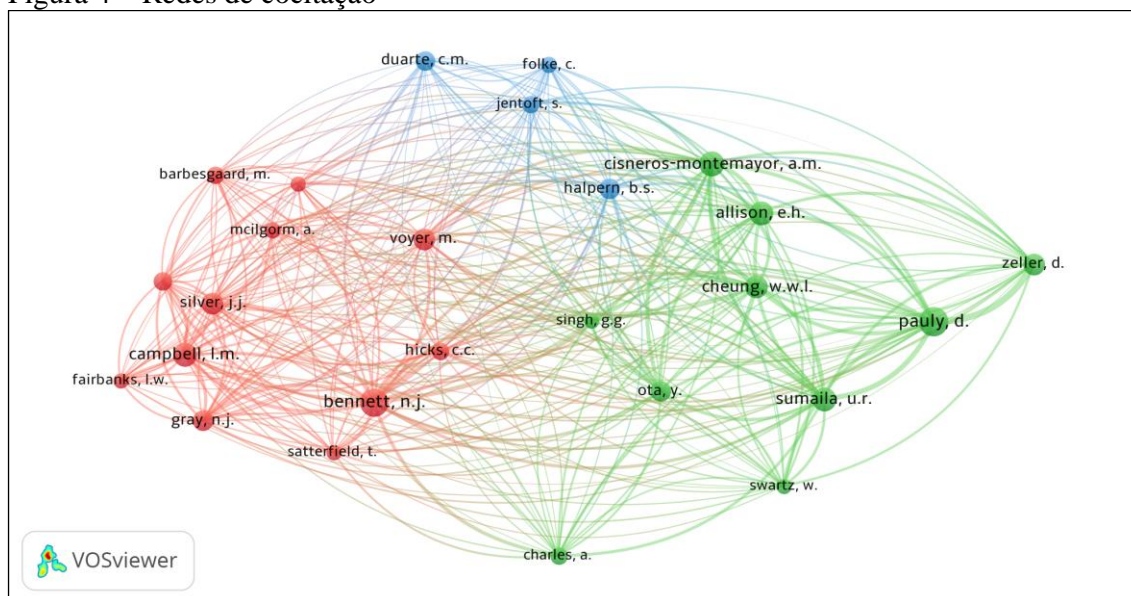 Figura 4 – Redes de cocitação
duarte, c.m.
folke, c.
jentoft, s.
cisneros-montemayor, a.m.
barbesgaard, m.
halpern, b.s.
allison, e.h.
mcilgorm, a.
voyer, m.
zeller, d.
cheung, w.w.l.
silver, j.j.
singh, g.g.
pauly, d.
campbell, l.m.
hicks, c.c.
fairbanks, l.w.
ota, y.
bennett, n.j.
sumaila, u.r.
gray, n.j.
satterfield, t.
swartz, w.
charles, a.
VOSviewer